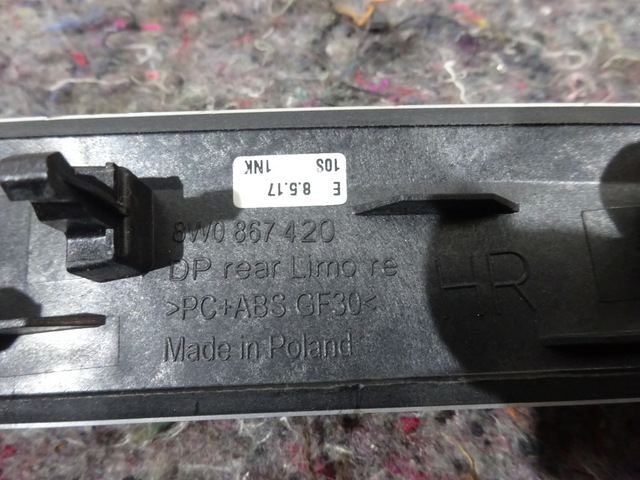 E 8.5.17 10S
1NK
8W0 867 420
DP rear Limo re
>PC+ABS GF30<
Made in Poland
HR